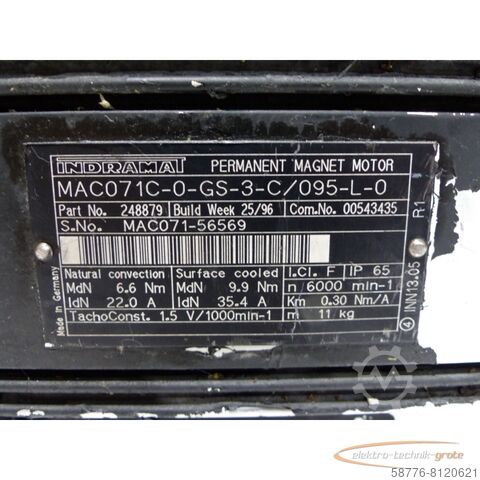 INDRAMAT PERMANENT MAGNET MOTOR
MAC071C-0-GS-3-C/095-L-0
Part No. 248879 Build Week 25/96 Com.No. 00543435
S.No. MAC071-56569
R1
Natural convection Surface cooled I.Cl. F IP 65
MdN 6.6 Nm MdN 9.9 Nm n 6000 min-1
IdN 22.0 A IdN 35.4 A Km 0.30 Nm/A
TachoConst. 1.5 V/1000min-1 m 11 kg
Made in Germany
4 INN13.05
elektro-technik-grote
58776-8120621